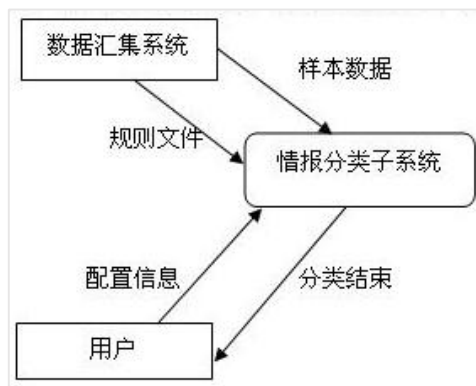 数据汇集系统
样本数据
规则文件
情报分类子系统
配置信息
分类结束
用户